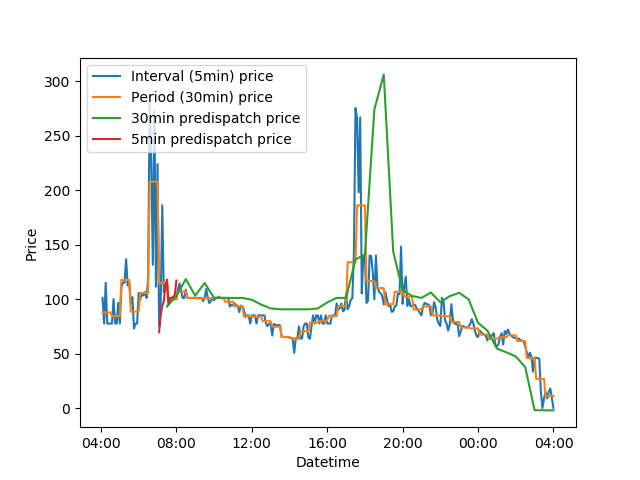 Interval (5min) price
Period (30min) price
30min predispatch price
5min predispatch price
300
250
200
150
100
50
0
Price
04:00 08:00 12:00 16:00 20:00 00:00 04:00
Datetime